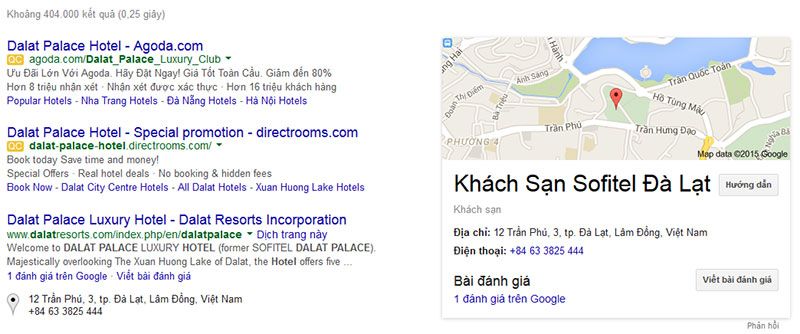 Khoảng 404.000 kết quả (0,25 giây)
Dalat Palace Hotel - Agoda.com
QC agoda.com/Dalat_Palace_Luxury_Club
Ưu Đãi Lớn Với Agoda. Hãy Đặt Ngay! Giá Tốt Toàn Cầu. Giảm đến 80%
Hơn 8 triệu nhận xét · Nhận xét được xác thực · Hơn 16 triệu khách hàng
Popular Hotels - Nha Trang Hotels - Đà Nẵng Hotels - Hà Nội Hotels
Dalat Palace Hotel - Special promotion - directrooms.com
QC dalat-palace-hotel.directrooms.com/
Book today Save time and money!
Special Offers · Real hotel deals · No booking & hidden fees
Book Now - Dalat City Centre Hotels - All Dalat Hotels - Xuan Huong Lake Hotels
Dalat Palace Luxury Hotel - Dalat Resorts Incorporation
www.dalatresorts.com/index.php/en/dalatpalace Dịch trang này
Welcome to DALAT PALACE LUXURY HOTEL (former SOFITEL DALAT PALACE).
Majestically overlooking The Xuan Huong Lake of Dalat, the Hotel offers five ...
1 đánh giá trên Google - Viết bài đánh giá
12 Trần Phú, 3, tp. Đà Lạt, Lâm Đồng, Việt Nam
+84 63 3825 444
Ánh Sáng
Trần Quốc Toản
Đoàn Thị Điểm
Bà Triệu
Hồ Tùng Mậu
Trần Phú
Trần Hưng Đạo
PHƯỜNG 4
Map data ©2015 Google
Khách Sạn Sofitel Đà Lạt
Hướng dẫn
Khách sạn
Địa chỉ: 12 Trần Phú, 3, tp. Đà Lạt, Lâm Đồng, Việt Nam
Điện thoại: +84 63 3825 444
Bài đánh giá
Viết bài đánh giá
1 đánh giá trên Google
Phản hồi